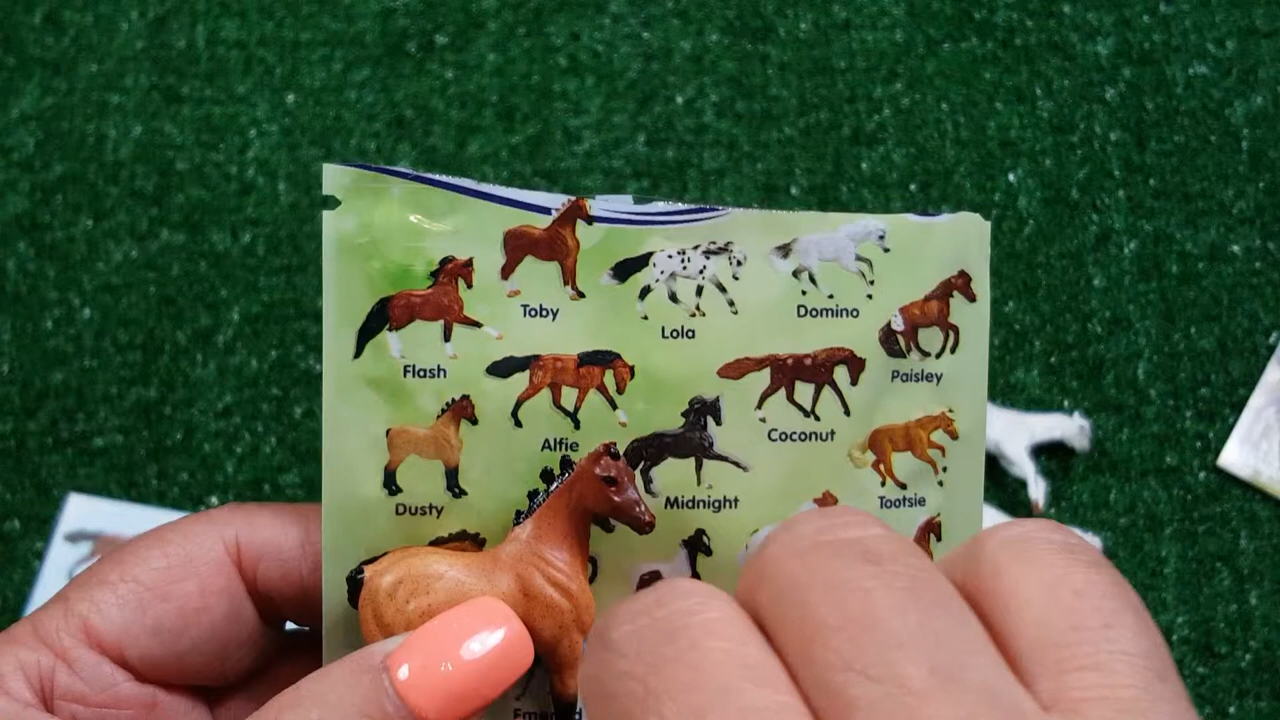 Toby
Lola
Domino
Flash
Paisley
Alfie
Coconut
Dusty
Midnight
Tootsie